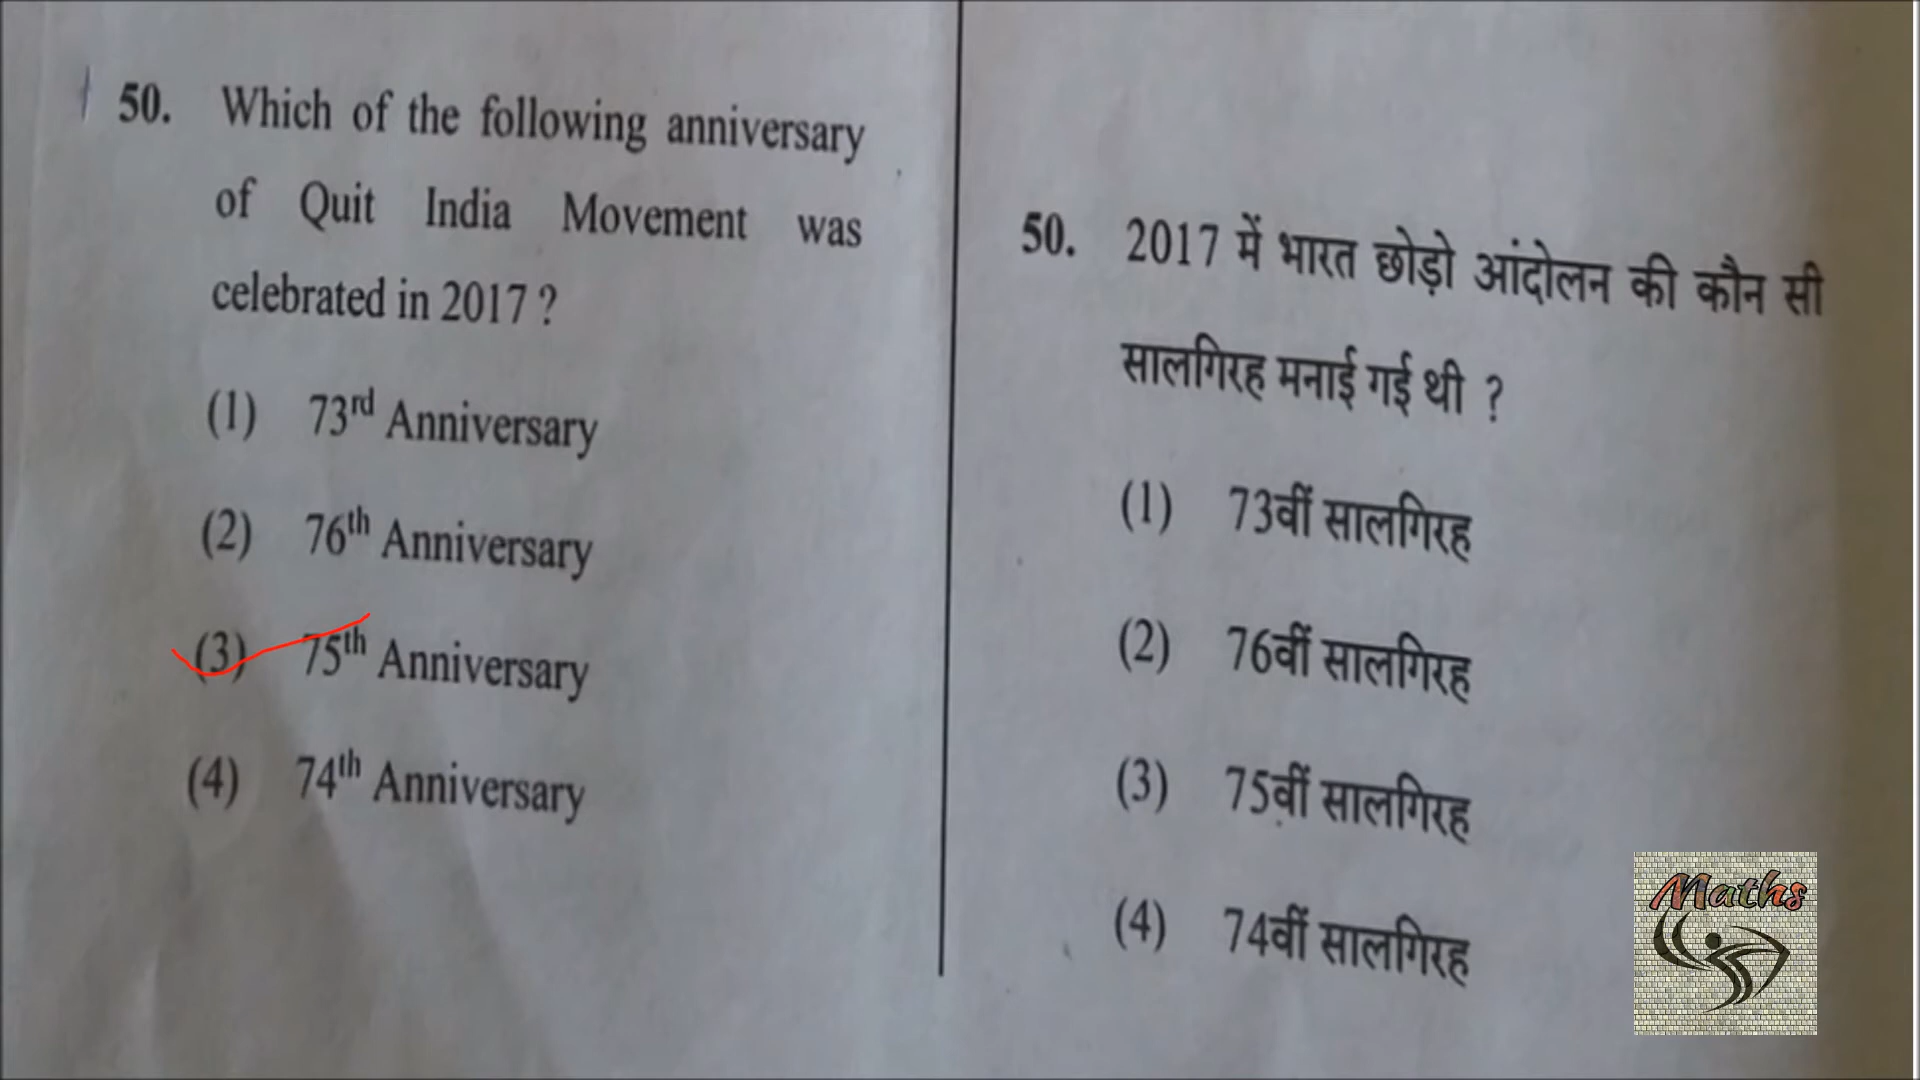 50. Which of the following anniversary
of Quit India Movement was
celebrated in 2017 ?
(1) 73rd Anniversary
(2) 76th Anniversary
(3) 75th Anniversary
(4) 74th Anniversary
50. 2017 में भारत छोड़ो आंदोलन की कौन सी
सालगिरह मनाई गई थी ?
(1) 73वीं सालगिरह
(2) 76वीं सालगिरह
(3) 75वीं सालगिरह
(4) 74वीं सालगिरह
Maths